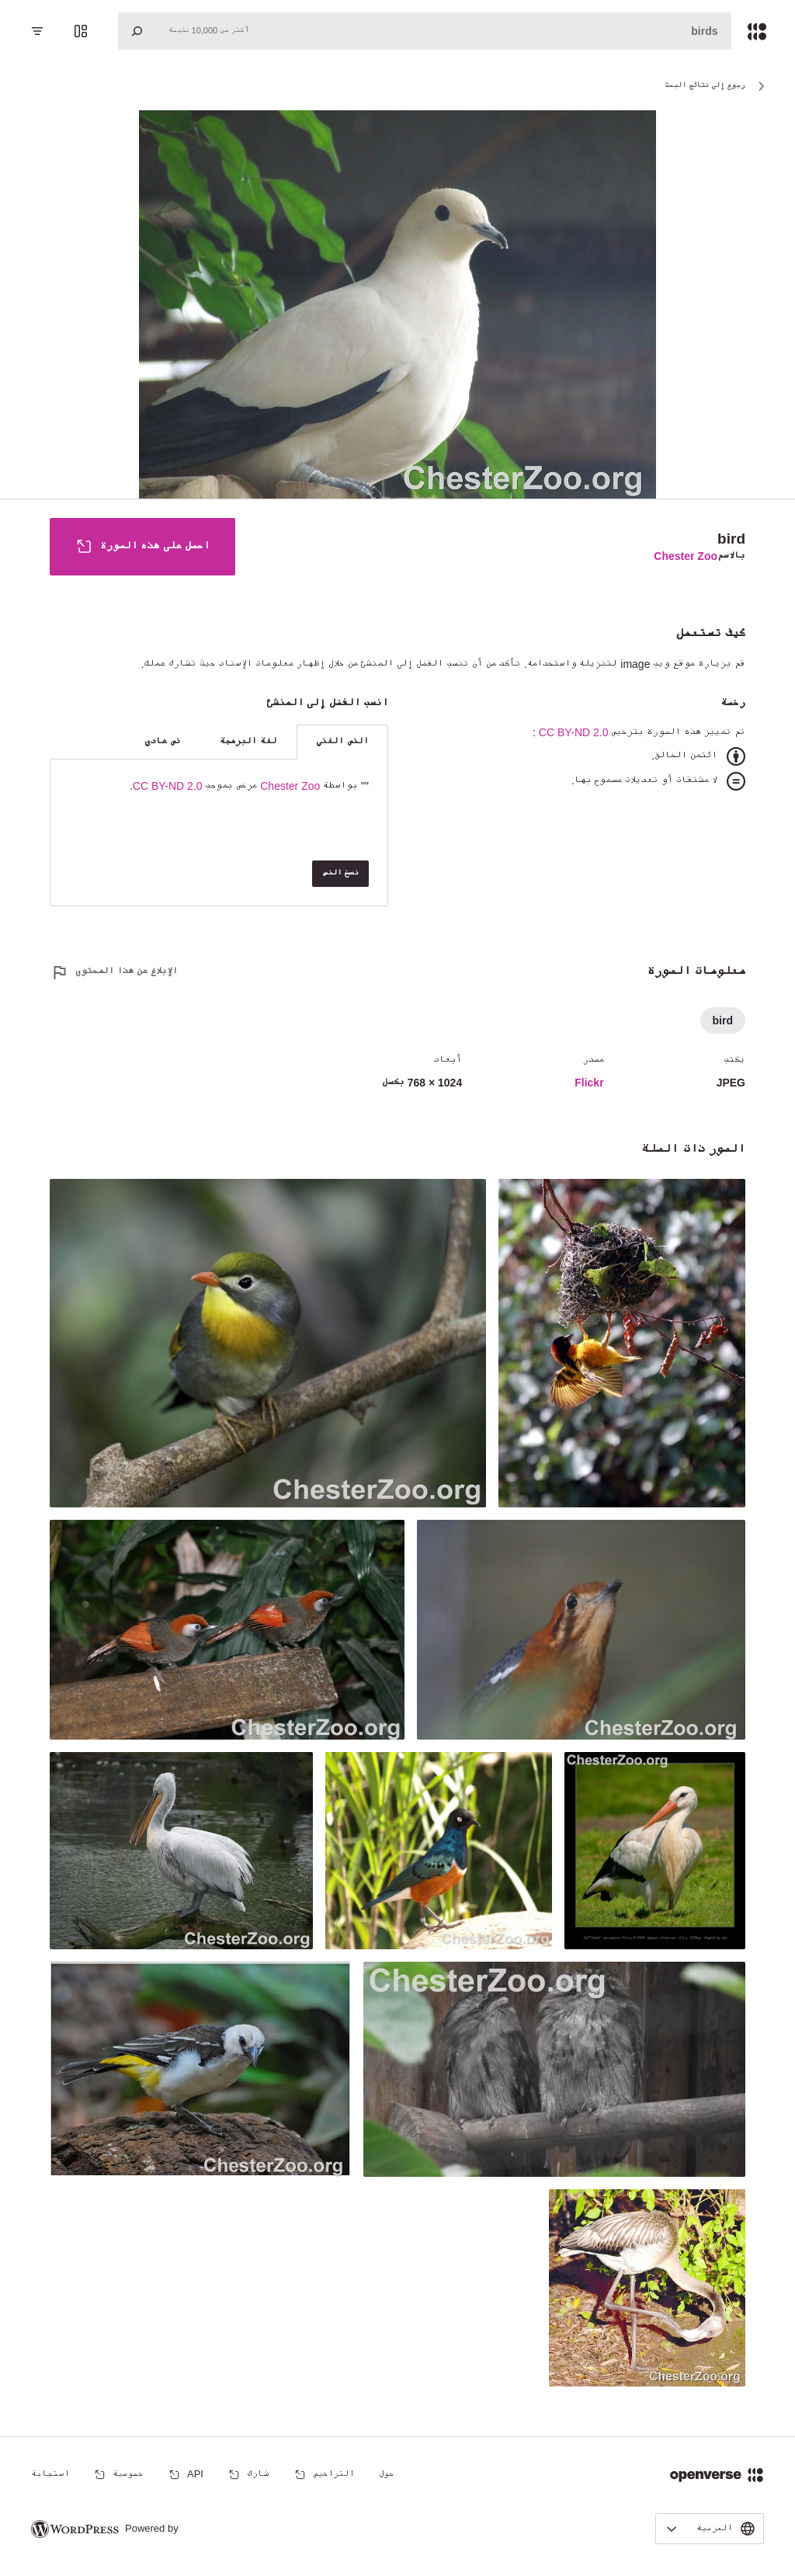 birds
أكثر من 10,000 نتيجة
رجوع إلى نتائج البحث
ChesterZoo.org
bird
بالاسم Chester Zoo
احصل على هذه الصورة
كيف تستعمل
قم بزيارة موقع ويب image لتنزيله واستخدامه. تأكد من أن تنسب الفضل إلى المنشئ من خلال إظهار معلومات الإسناد حيث تشارك عملك.
رخصة
تم تمييز هذه الصورة بترخيص CC BY-ND 2.0 :
ائتمن الخالق.
لا مشتقات أو تعديلات مسموح بها.
انسب الفضل إلى المنشئ
النص الغني
لغة البرمجة
نص عادي
"" بواسطة Chester Zoo مرخص بموجب CC BY-ND 2.0.
نسخ النص
معلومات الصورة
الإبلاغ عن هذا المحتوى
bird
يكتب
JPEG
مصدر
Flickr
أبعاد
1024 × 768 بكسل
الصور ذات الصلة
ChesterZoo.org
ChesterZoo.org
ChesterZoo.org
ChesterZoo.org
ChesterZoo.org
ChesterZoo.org
ChesterZoo.org
ChesterZoo.org
ChesterZoo.org
openverse
حول
التراخيص
شارك
API
خصوصية
استجابة
العربية
Powered by WORDPRESS